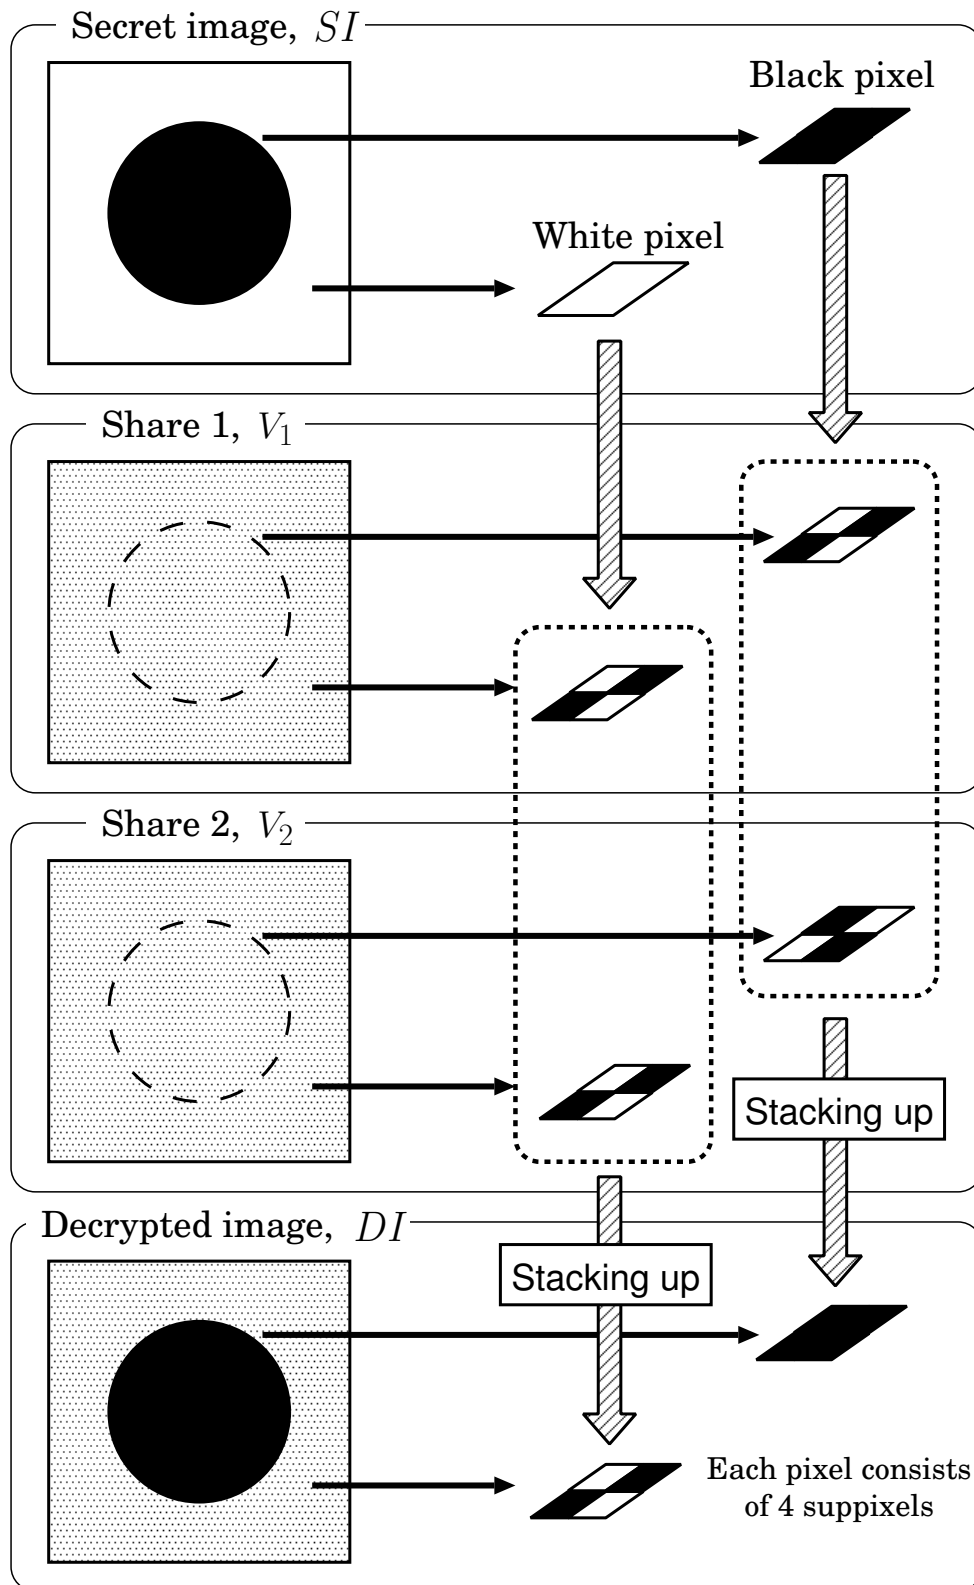 Secret image, SI
Black pixel
White pixel
Share 1, V1
Share 2, V2
Stacking up
Decrypted image, DI
Stacking up
Each pixel consists
of 4 suppixels